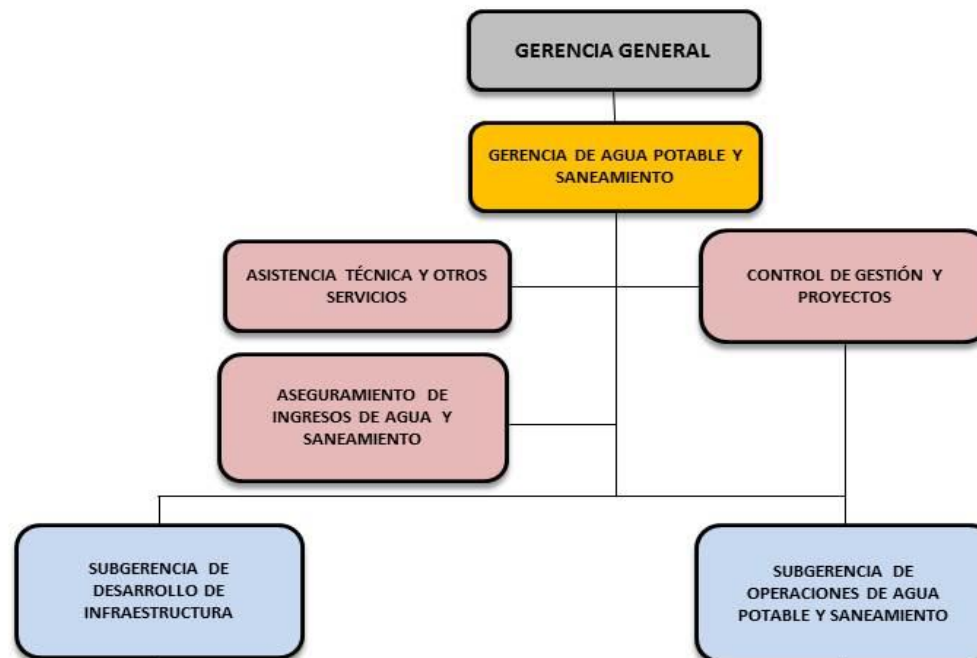 GERENCIA GENERAL
GERENCIA DE AGUA POTABLE Y
SANEAMIENTO
ASISTENCIA TÉCNICA Y OTROS
SERVICIOS
CONTROL DE GESTIÓN Y
PROYECTOS
ASEGURAMIENTO DE
INGRESOS DE AGUA Y
SANEAMIENTO
SUBGERENCIA DE
DESARROLLO DE
INFRAESTRUCTURA
SUBGERENCIA DE
OPERACIONES DE AGUA
POTABLE Y SANEAMIENTO